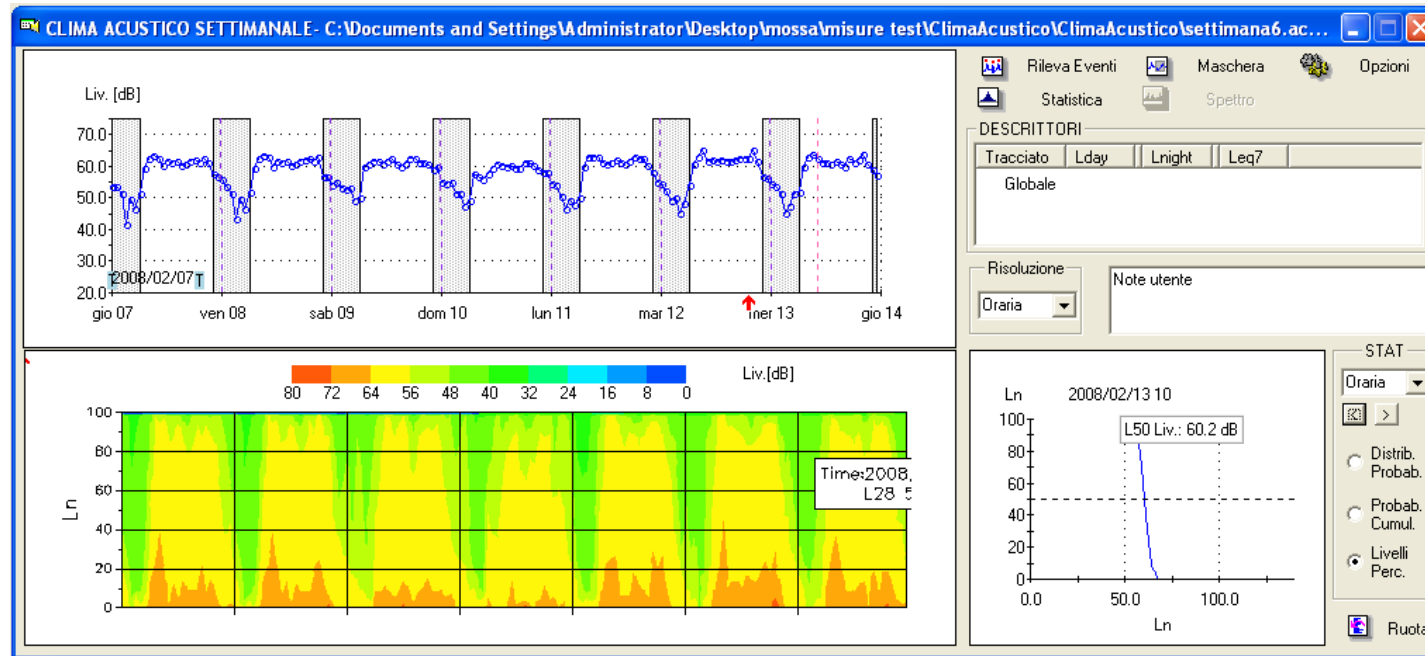 CLIMA ACUSTICO SETTIMANALE- C:\Documents and Settings\Administrator\Desktop\mossa\misure test\ClimaAcustico\ClimaAcustico\settimana6.ac...
Liv. [dB]
70.0
60.0
50.0
40.0
30.0
20.0
T 2008/02/07 T
gio 07 ven 08 sab 09 dom 10 lun 11 mar 12 mer 13 gio 14
Rileva Eventi Maschera Opzioni
Statistica Spettro
DESCRITTORI
Tracciato Lday Lnight Leq7
Globale
Risoluzione
Oraria
Note utente
Liv.[dB]
80 72 64 56 48 40 32 24 16 8 0
Ln
100
80
60
40
20
0
Time:2008,
L28 5
Ln 2008/02/13 10
L50 Liv.: 60.2 dB
100
80
60
40
20
0
0.0 50.0 100.0
Ln
STAT
Oraria
< >
Distrib.
Probab.
Probab.
Cumul.
Livelli
Perc.
Ruota